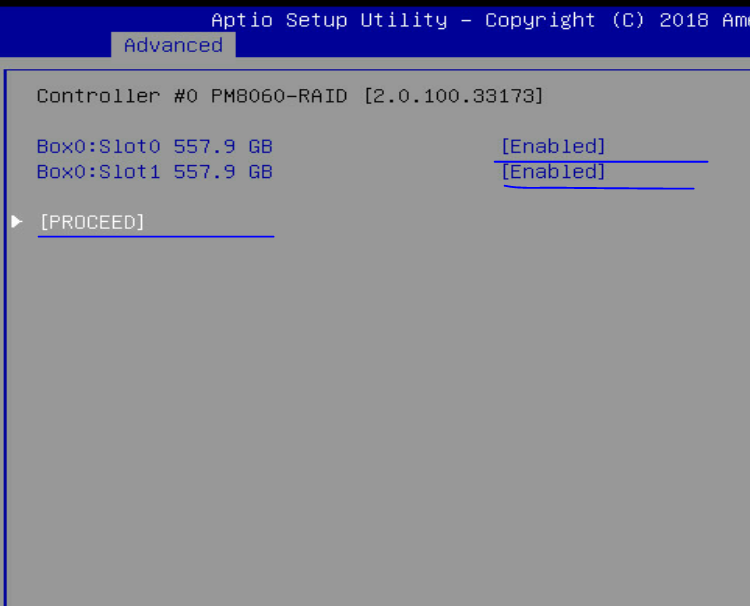 Aptio Setup Utility - Copyright (C) 2018
Advanced
Controller #0 PM8060-RAID [2.0.100.33173]
Box0:Slot0 557.9 GB [Enabled]
Box0:Slot1 557.9 GB [Enabled]
[PROCEED]